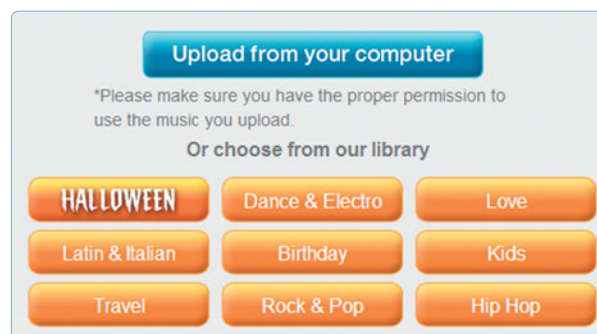 Upload from your computer
*Please make sure you have the proper permission to
use the music you upload.
Or choose from our library
HALLOWEEN Dance & Electro Love
Latin & Italian Birthday Kids
Travel Rock & Pop Hip Hop